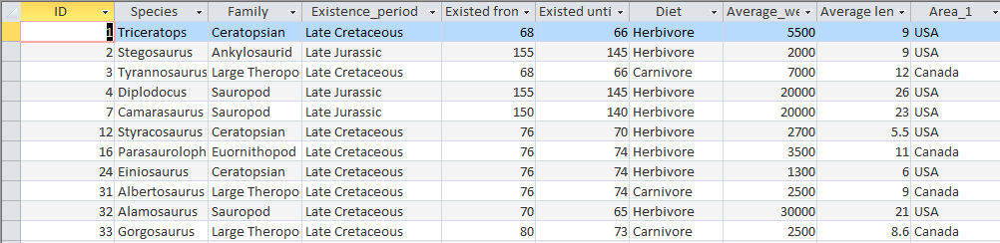 ID Species Family Existence_period Existed fron Existed unti Diet Average_we Average len Area_1
1 Triceratops Ceratopsian Late Cretaceous 68 66 Herbivore 5500 9 USA
2 Stegosaurus Ankylosaurid Late Jurassic 155 145 Herbivore 2000 9 USA
3 Tyrannosaurus Large Theropo Late Cretaceous 68 66 Carnivore 7000 12 Canada
4 Diplodocus Sauropod Late Jurassic 155 145 Herbivore 20000 26 USA
7 Camarasaurus Sauropod Late Jurassic 150 140 Herbivore 20000 23 USA
12 Styracosaurus Ceratopsian Late Cretaceous 76 70 Herbivore 2700 5.5 USA
16 Parasauroloph Euornithopod Late Cretaceous 76 74 Herbivore 3500 11 Canada
24 Einiosaurus Ceratopsian Late Cretaceous 76 74 Herbivore 1300 6 USA
31 Albertosaurus Large Theropo Late Cretaceous 76 74 Carnivore 2500 9 Canada
32 Alamosaurus Sauropod Late Cretaceous 70 65 Herbivore 30000 21 USA
33 Gorgosaurus Large Theropo Late Cretaceous 80 73 Carnivore 2500 8.6 Canada